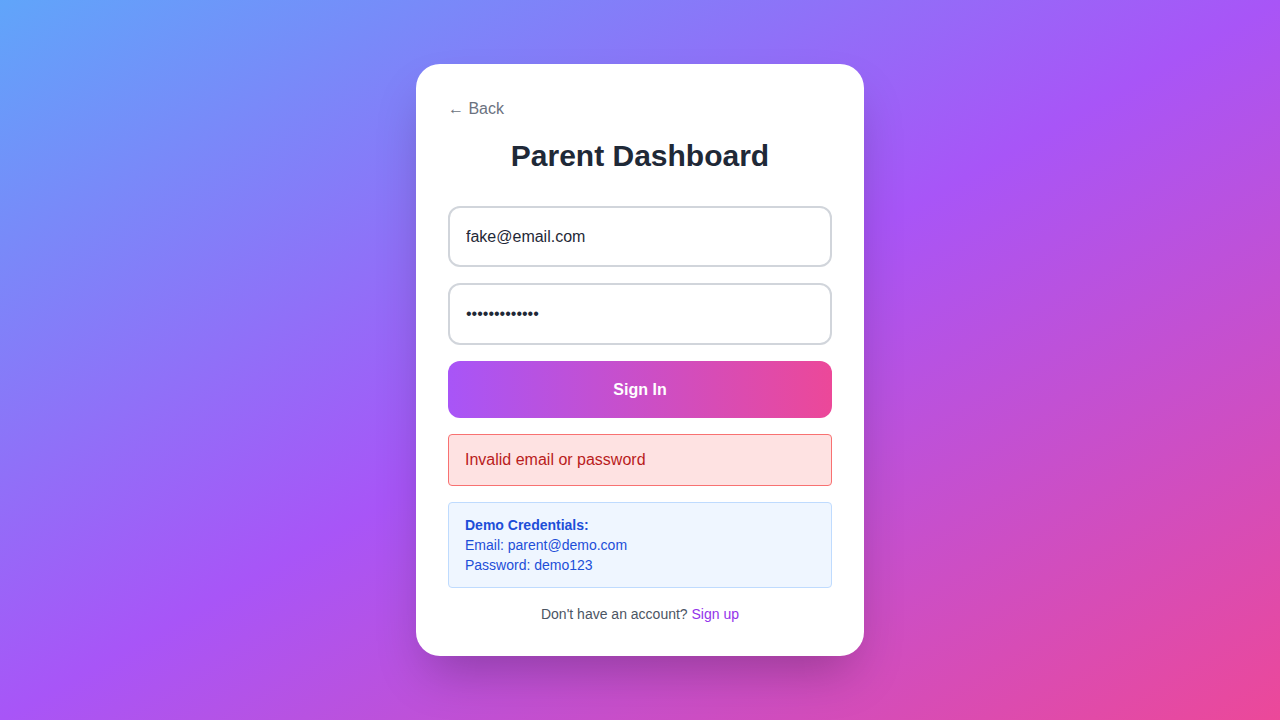 ← Back
Parent Dashboard
fake@email.com
•••••••••••••
Sign In
Invalid email or password
Demo Credentials:
Email: parent@demo.com
Password: demo123
Don't have an account? Sign up